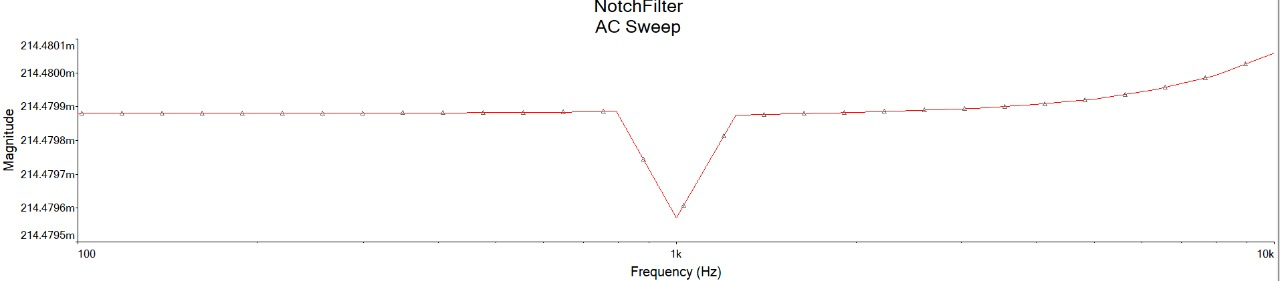 NotchFilter
AC Sweep
214.4801m
214.4800m
214.4799m
214.4798m
214.4797m
214.4796m
214.4795m
Magnitude
100
1k
10k
Frequency (Hz)